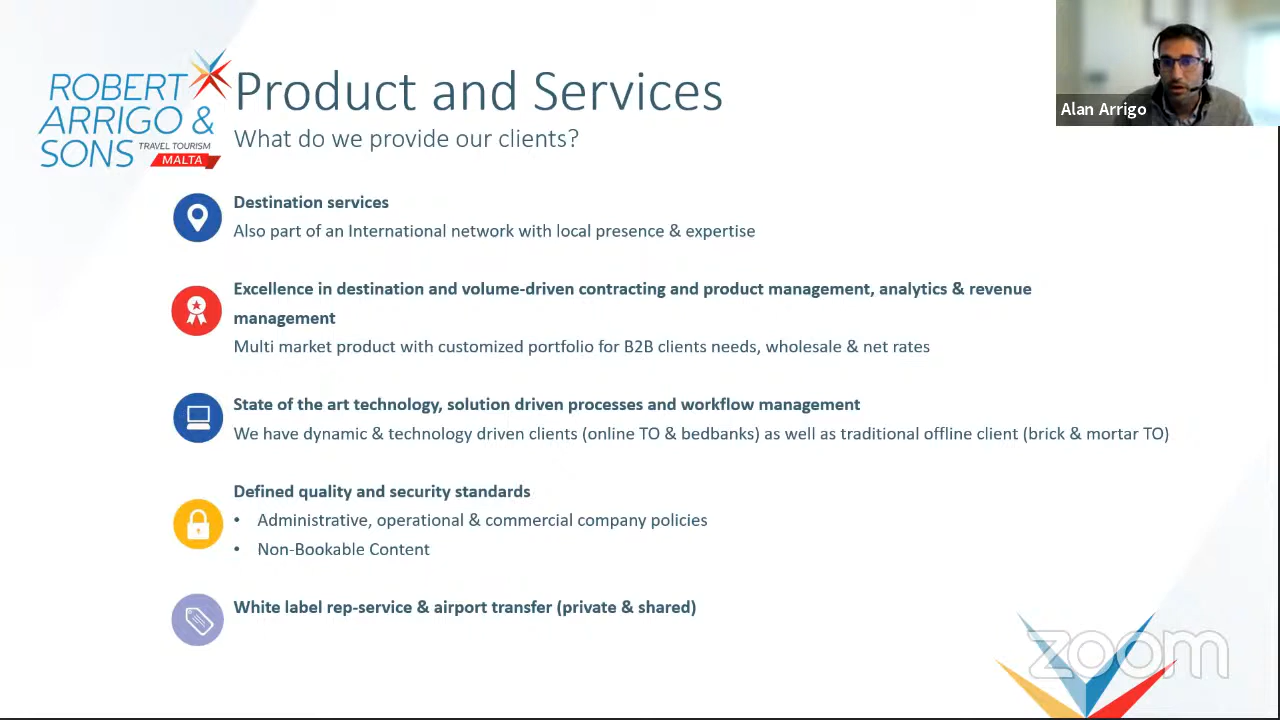 ROBERT
ARRIGO &
SONS
TRAVEL TOURISM
MALTA
Product and Services
What do we provide our clients?
Alan Arrigo
Destination services
Also part of an International network with local presence & expertise
Excellence in destination and volume-driven contracting and product management, analytics & revenue
management
Multi market product with customized portfolio for B2B clients needs, wholesale & net rates
State of the art technology, solution driven processes and workflow management
We have dynamic & technology driven clients (online TO & bedbanks) as well as traditional offline client (brick & mortar TO)
Defined quality and security standards
• Administrative, operational & commercial company policies
• Non-Bookable Content
White label rep-service & airport transfer (private & shared)
zoom